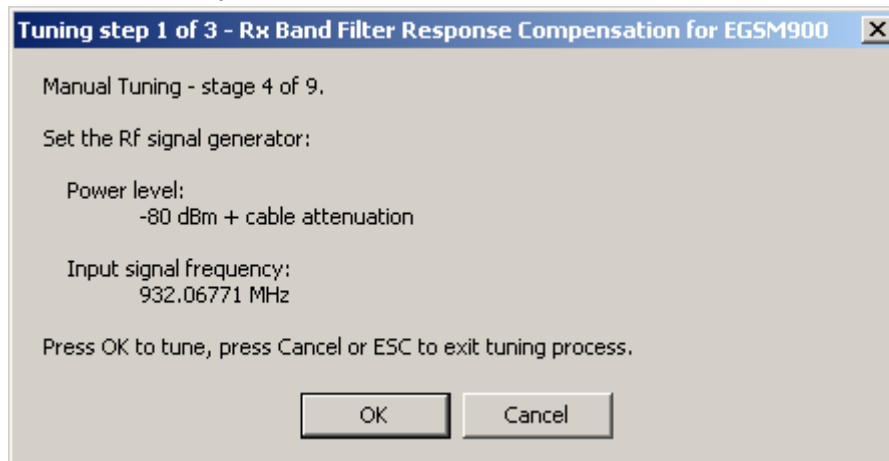 Tuning step 1 of 3 - Rx Band Filter Response Compensation for EGSM900
Manual Tuning - stage 4 of 9.
Set the Rf signal generator:
Power level:
-80 dBm + cable attenuation
Input signal frequency:
932.06771 MHz
Press OK to tune, press Cancel or ESC to exit tuning process.
OK
Cancel